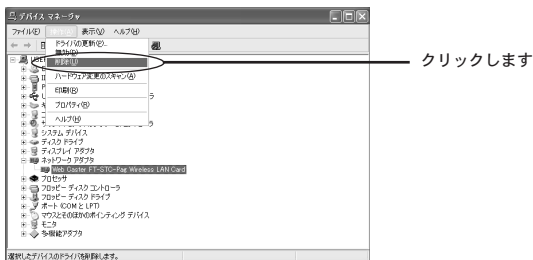 デバイス マネージャ
ファイル(F) 表示(V) ヘルプ(H)
ドライバの更新(P)...
無効(D)
削除(U)
クリックします
ハードウェア変更のスキャン(A)
印刷(R)
プロパティ(R)
ヘルプ(H)
システム デバイス
ディスク ドライブ
ディスプレイ アダプタ
ネットワーク アダプタ
Web Caster FT-STC-Pag Wireless LAN Card
プロセッサ
フロッピー ディスク コントローラ
フロッピー ディスク ドライブ
ポート (COM と LPT)
マウスとそのほかのポインティング デバイス
モニタ
多機能アダプタ
選択したデバイスのドライバを削除します。